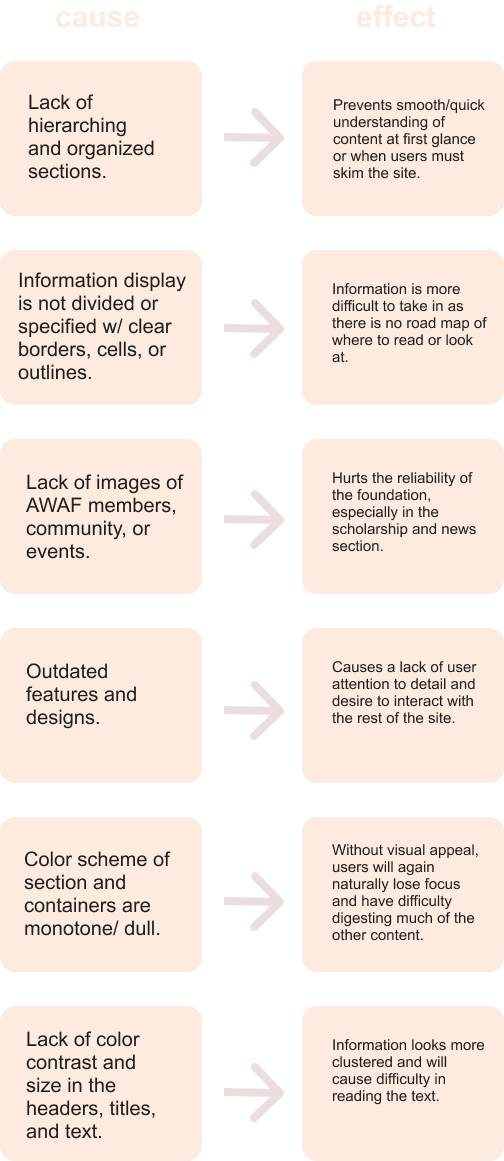 cause
effect
Lack of
hierarching
and organized
sections.
Prevents smooth/quick
understanding of
content at first glance
or when users must
skim the site.
Information display
is not divided or
specified w/ clear
borders, cells, or
outlines.
Information is more
difficult to take in as
there is no road map of
where to read or look
at.
Lack of images of
AWAF members,
community, or
events.
Hurts the reliability of
the foundation,
especially in the
scholarship and news
section.
Outdated
features and
designs.
Causes a lack of user
attention to detail and
desire to interact with
the rest of the site.
Color scheme of
section and
containers are
monotone/ dull.
Without visual appeal,
users will again
naturally lose focus
and have difficulty
digesting much of the
other content.
Lack of color
contrast and
size in the
headers, titles,
and text.
Information looks more
clustered and will
cause difficulty in
reading the text.